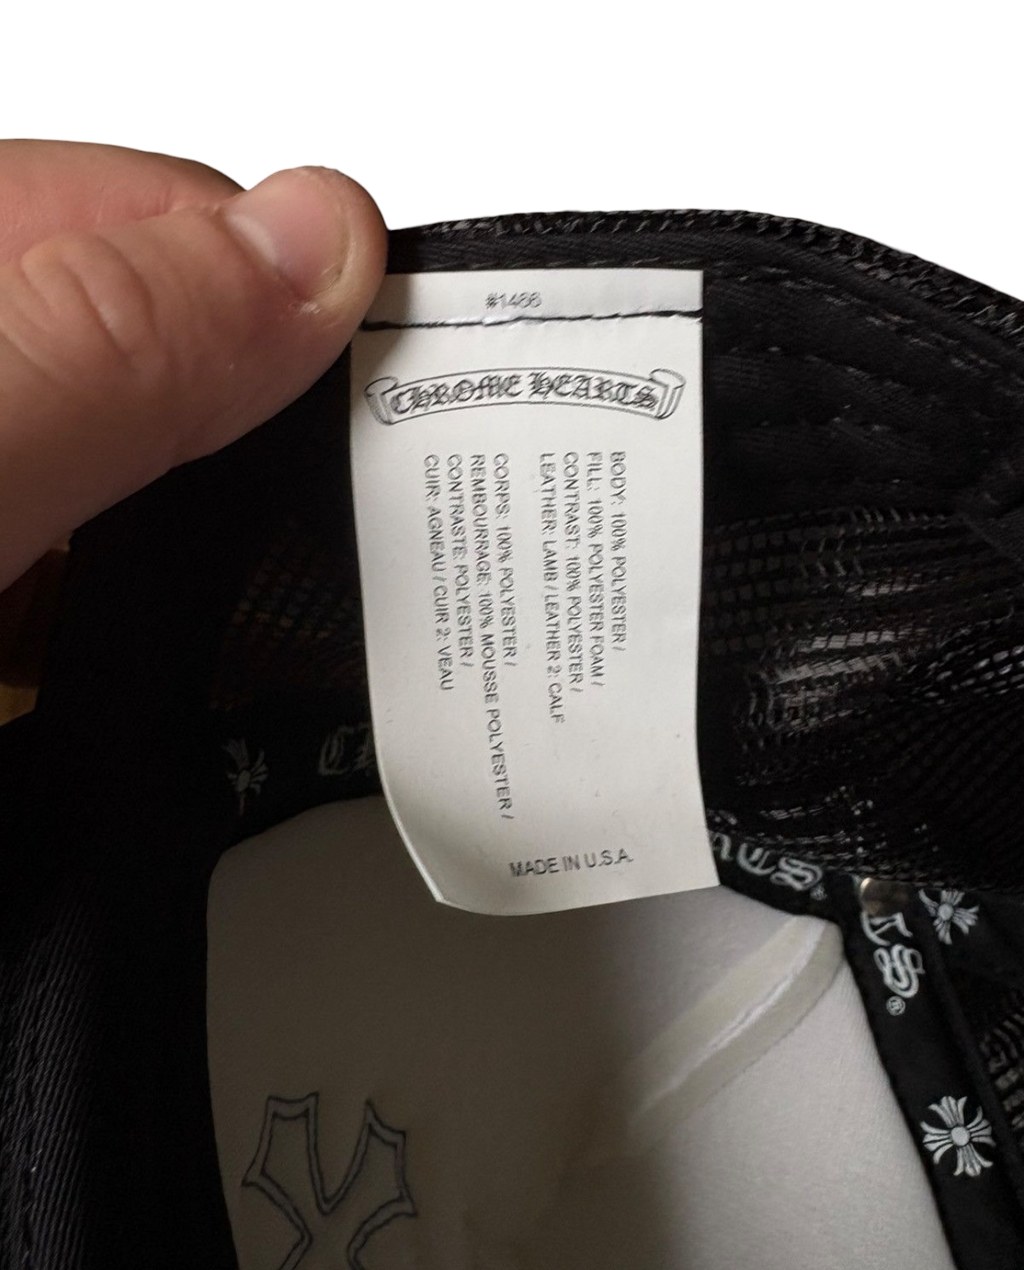 #1466
CHROME HEARTS
BODY: 100% POLYESTER /
FILL: 100% POLYESTER FOAM /
CONTRAST: 100% POLYESTER /
LEATHER: LAMB / LEATHER 2: CALF
CORPS: 100% POLYESTER /
REMBOURRAGE: 100% MOUSSE POLYESTER /
CONTRASTE: POLYESTER /
CUIR: AGNEAU / CUIR 2: VEAU
MADE IN U.S.A.